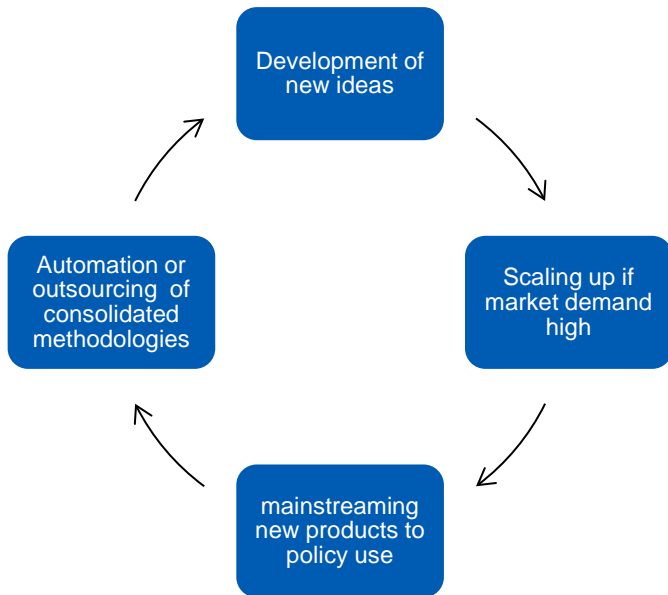 Development of
new ideas
Scaling up if
market demand
high
mainstreaming
new products to
policy use
Automation or
outsourcing  of
consolidated
methodologies